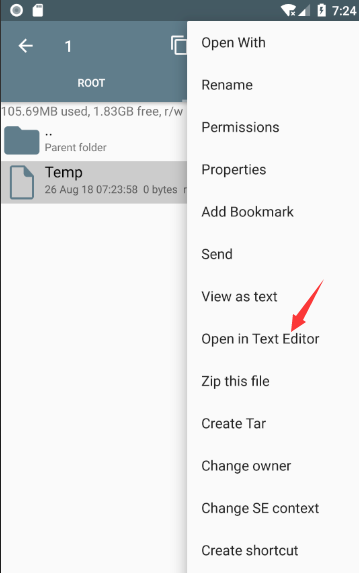 7:24
1
ROOT
105.69MB used, 1.83GB free, r/w
..
Parent folder
Temp
26 Aug 18 07:23:58 0 bytes
Open With
Rename
Permissions
Properties
Add Bookmark
Send
View as text
Open in Text Editor
Zip this file
Create Tar
Change owner
Change SE context
Create shortcut